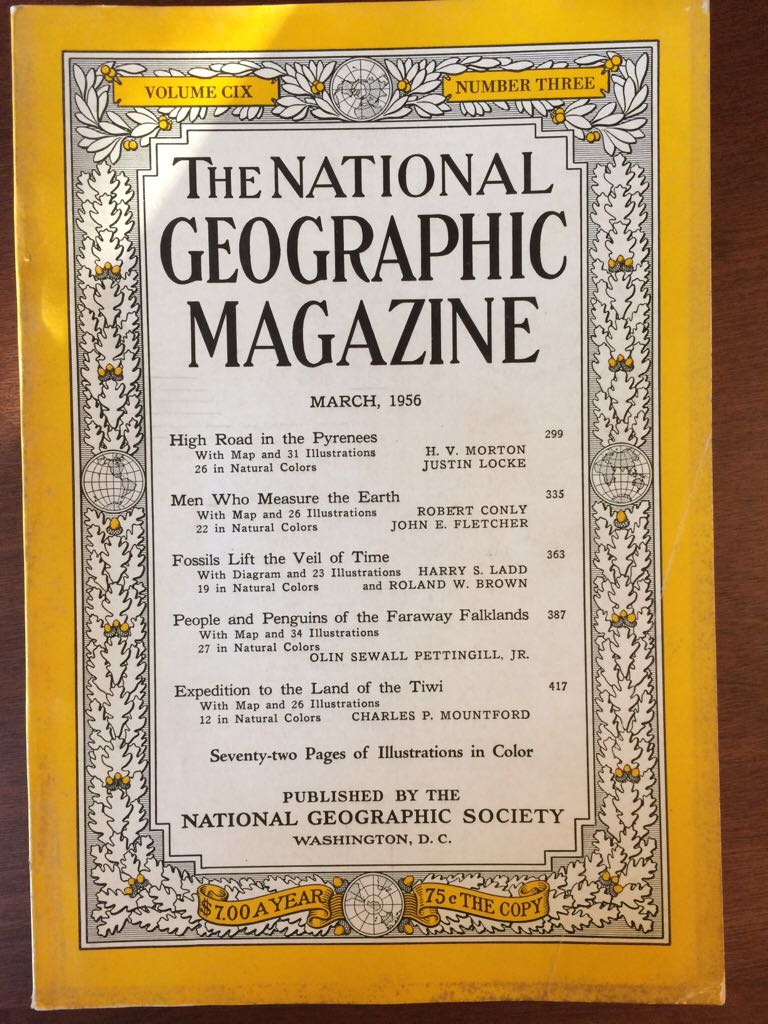 VOLUME CIX
NUMBER THREE
THE NATIONAL
GEOGRAPHIC
MAGAZINE
MARCH, 1956
High Road in the Pyrenees 299
With Map and 31 Illustrations H. V. MORTON
26 in Natural Colors JUSTIN LOCKE
Men Who Measure the Earth 335
With Map and 26 Illustrations ROBERT CONLY
22 in Natural Colors JOHN E. FLETCHER
Fossils Lift the Veil of Time 363
With Diagram and 23 Illustrations HARRY S. LADD
19 in Natural Colors and ROLAND W. BROWN
People and Penguins of the Faraway Falklands 387
With Map and 34 Illustrations
27 in Natural Colors
OLIN SEWALL PETTINGILL, JR.
Expedition to the Land of the Tiwi 417
With Map and 26 Illustrations
12 in Natural Colors CHARLES P. MOUNTFORD
Seventy-two Pages of Illustrations in Color
PUBLISHED BY THE
NATIONAL GEOGRAPHIC SOCIETY
WASHINGTON, D. C.
$7.00 A YEAR
75c THE COPY